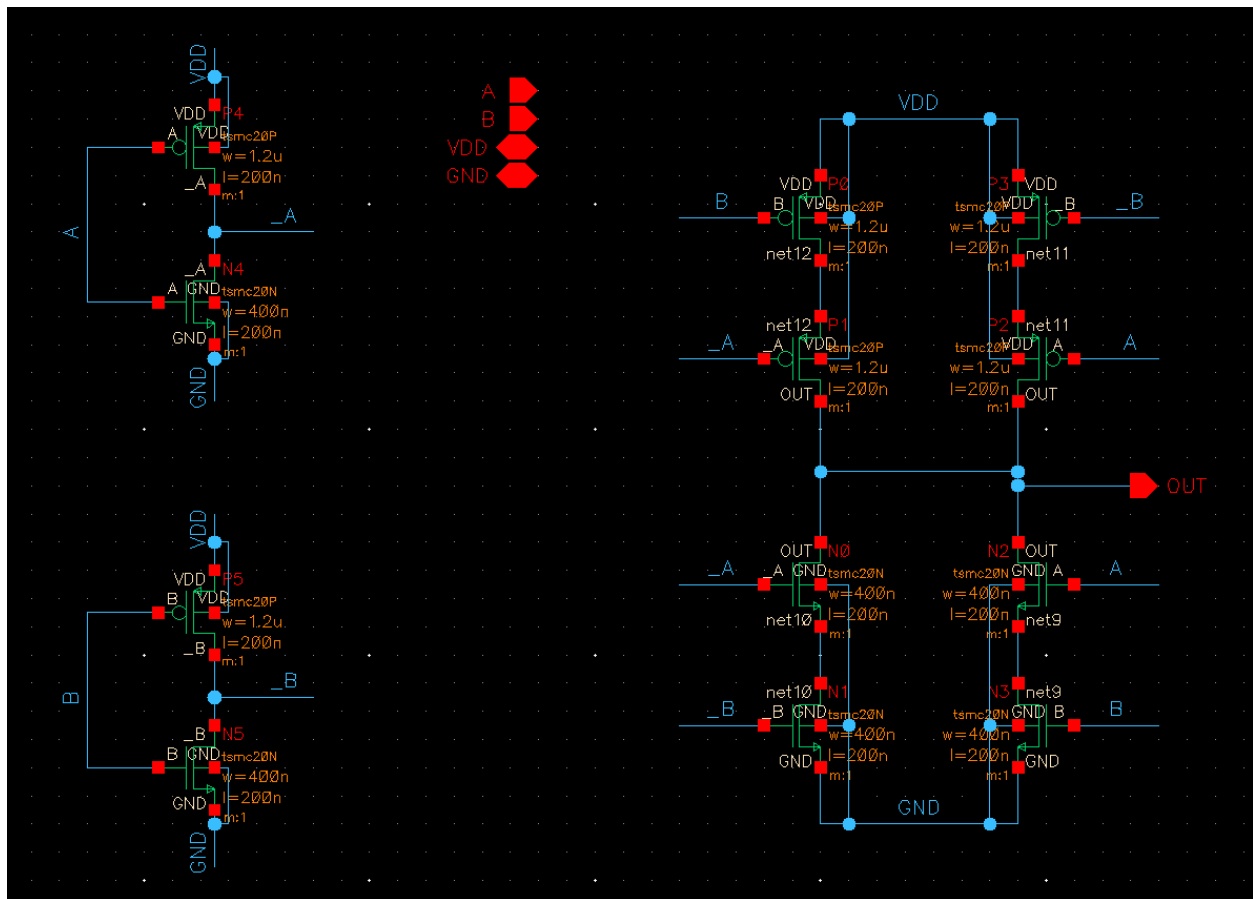 VDD
VDD P4
A VDD tsmc20P
w=1.2u
l=200n
_A m:1
_A
A
_A N4
A GND tsmc20N
w=400n
l=200n
GND m:1
GND
A
B
VDD
GND
VDD
VDD P5
B VDD tsmc20P
w=1.2u
l=200n
_B m:1
_B
B
_B N5
B GND tsmc20N
w=400n
l=200n
GND m:1
GND
VDD
VDD P0
B B VDD tsmc20P
w=1.2u
l=200n
net12 m:1
P3 VDD
tsmc20P VDD _B _B
w=1.2u
l=200n
m:1 net11
net12 P1
_A _A VDD tsmc20P
w=1.2u
l=200n
OUT m:1
P2 net11
tsmc20P VDD A A
w=1.2u
l=200n
m:1 OUT
OUT
OUT N0
_A _A GND tsmc20N
w=400n
l=200n
net10 m:1
N2 OUT
tsmc20N GND A A
w=400n
l=200n
m:1 net9
net10 N1
_B _B GND tsmc20N
w=400n
l=200n
GND m:1
N3 net9
tsmc20N GND B B
w=400n
l=200n
m:1 GND
GND